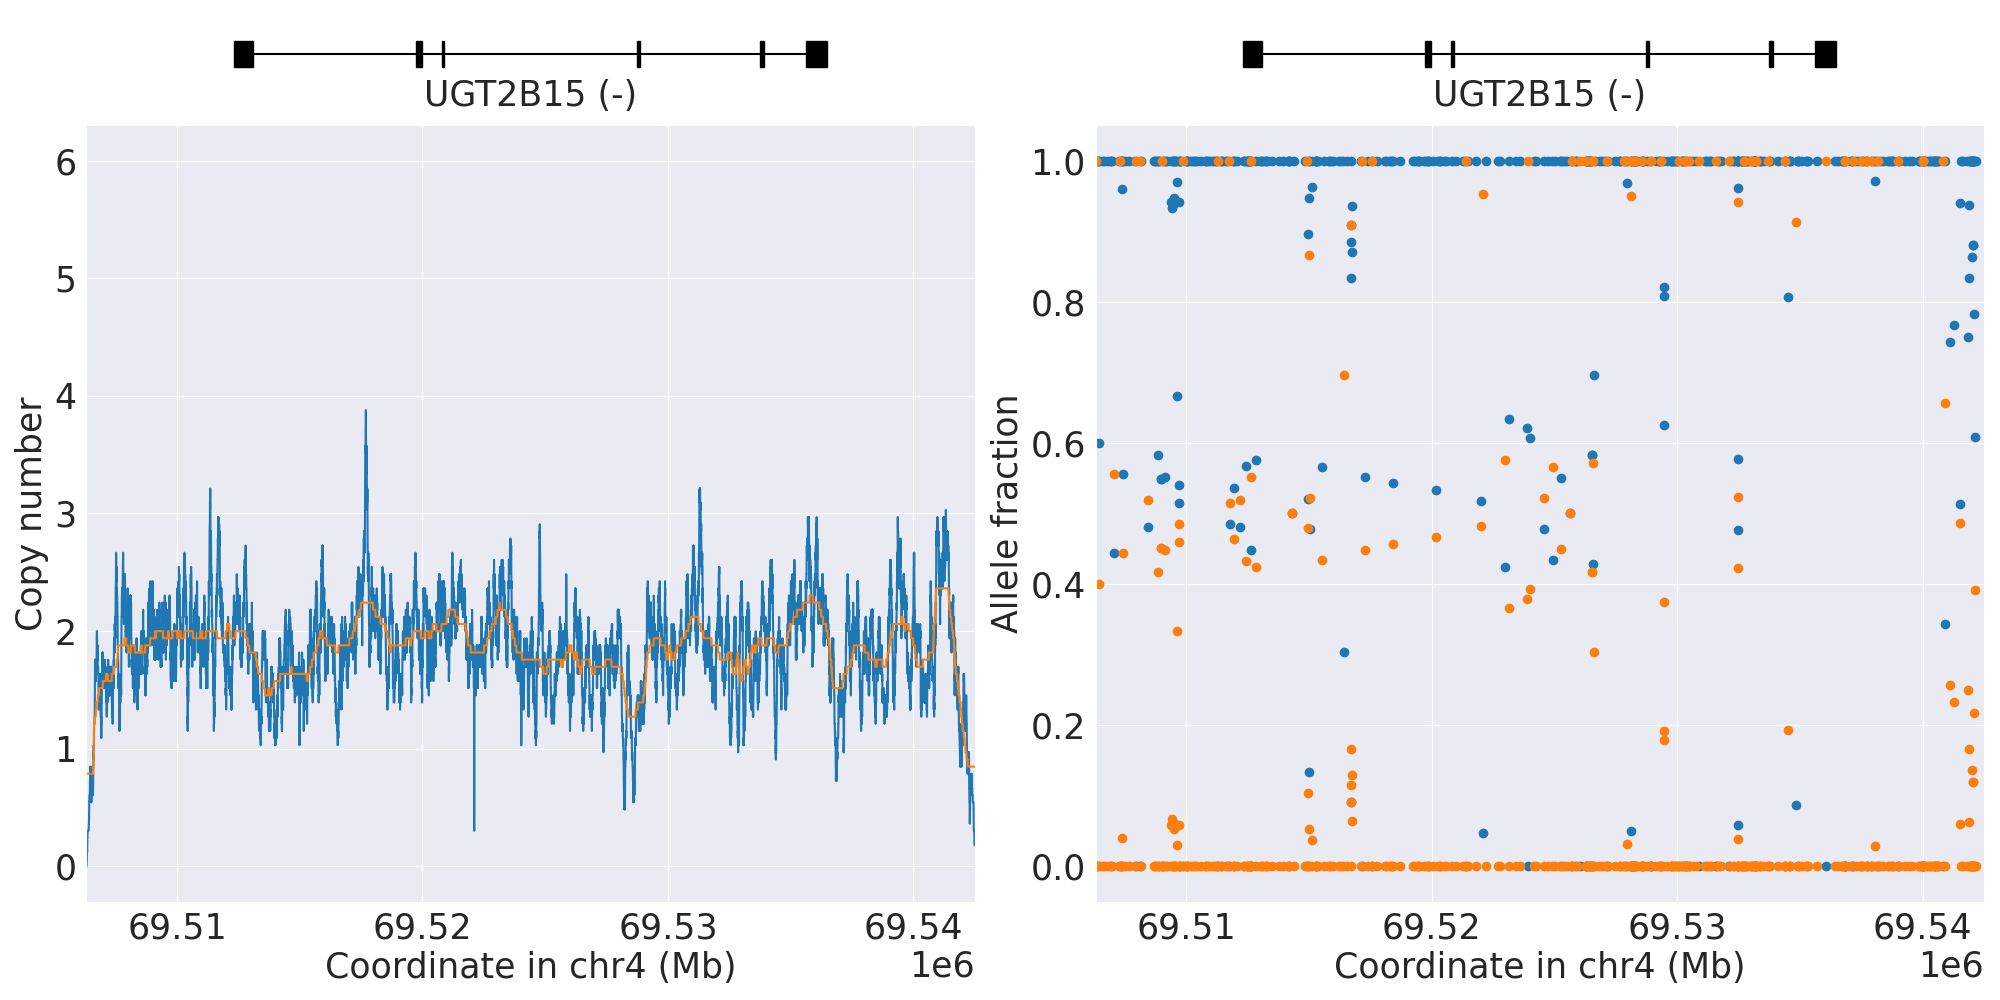 UGT2B15 (-)
UGT2B15 (-)
Copy number
6
5
4
3
2
1
0
69.51 69.52 69.53 69.54
Coordinate in chr4 (Mb)
1e6
Allele fraction
1.0
0.8
0.6
0.4
0.2
0.0
69.51 69.52 69.53 69.54
Coordinate in chr4 (Mb)
1e6